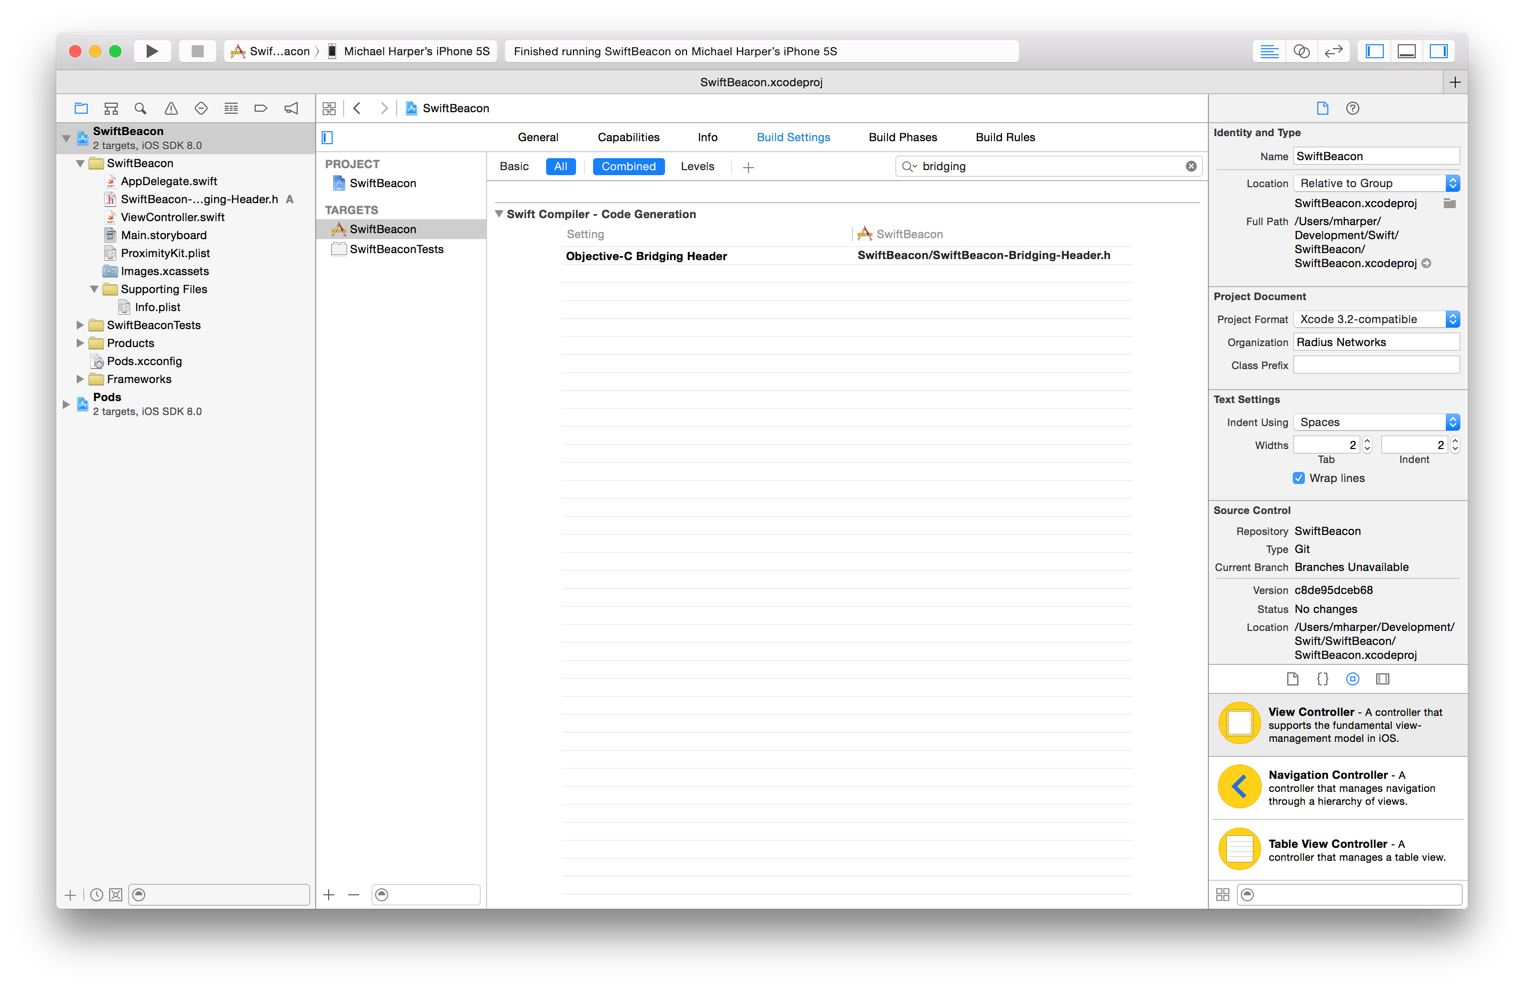 Swif...acon
Michael Harper's iPhone 5S
Finished running SwiftBeacon on Michael Harper's iPhone 5S
SwiftBeacon.xcodeproj
SwiftBeacon
2 targets, iOS SDK 8.0
SwiftBeacon
AppDelegate.swift
SwiftBeacon-...ging-Header.h A
ViewController.swift
Main.storyboard
ProximityKit.plist
Images.xcassets
Supporting Files
Info.plist
SwiftBeaconTests
Products
Pods.xcconfig
Frameworks
Pods
2 targets, iOS SDK 8.0
SwiftBeacon
General Capabilities Info Build Settings Build Phases Build Rules
PROJECT
SwiftBeacon
TARGETS
SwiftBeacon
SwiftBeaconTests
Basic All Combined Levels
bridging
Swift Compiler - Code Generation
Setting SwiftBeacon
Objective-C Bridging Header SwiftBeacon/SwiftBeacon-Bridging-Header.h
Identity and Type
Name SwiftBeacon
Location Relative to Group
SwiftBeacon.xcodeproj
Full Path /Users/mharper/
Development/Swift/
SwiftBeacon/
SwiftBeacon.xcodeproj
Project Document
Project Format Xcode 3.2-compatible
Organization Radius Networks
Class Prefix
Text Settings
Indent Using Spaces
Widths 2 2
Tab Indent
Wrap lines
Source Control
Repository SwiftBeacon
Type Git
Current Branch Branches Unavailable
Version c8de95dceb68
Status No changes
Location /Users/mharper/Development/
Swift/SwiftBeacon/
SwiftBeacon.xcodeproj
View Controller - A controller that
supports the fundamental view-
management model in iOS.
Navigation Controller - A
controller that manages navigation
through a hierarchy of views.
Table View Controller - A
controller that manages a table view.